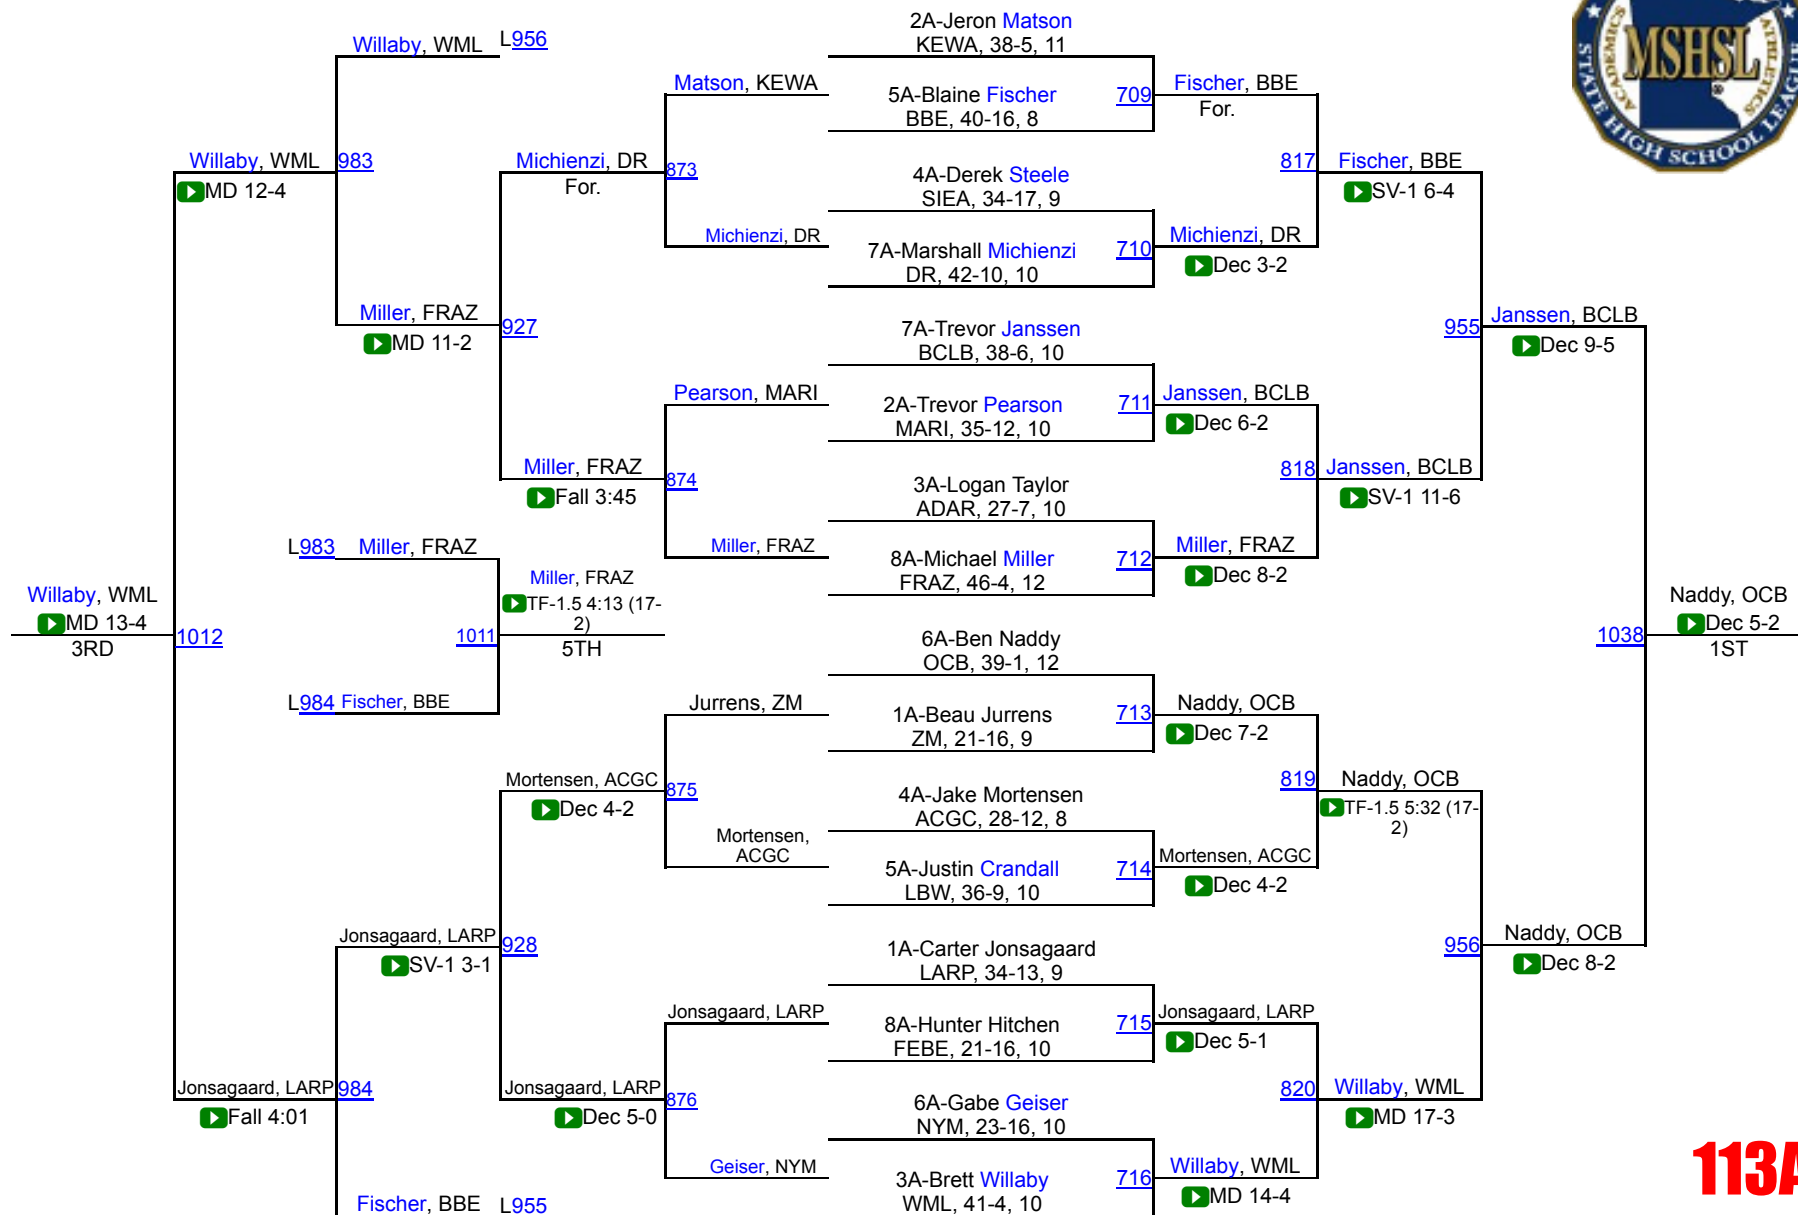 Willaby, WML L956
983
Willaby, WML
MD 12-4
Miller, FRAZ
MD 11-2
Michienzi, DR
For.
873
Matson, KEWA
Michienzi, DR
927
Pearson, MARI
Miller, FRAZ
Fall 3:45
874
Miller, FRAZ
L983 Miller, FRAZ
Miller, FRAZ
TF-1.5 4:13 (17-
2)
1011
5TH
L984 Fischer, BBE
Willaby, WML
MD 13-4
3RD
1012
Jurrens, ZM
Mortensen, ACGC
Dec 4-2
875
Mortensen,
ACGC
Jonsagaard, LARP
SV-1 3-1
928
Jonsagaard, LARP
Jonsagaard, LARP
Fall 4:01
984
Jonsagaard, LARP
Dec 5-0
876
Geiser, NYM
Fischer, BBE L955
2A-Jeron Matson
KEWA, 38-5, 11
5A-Blaine Fischer
BBE, 40-16, 8
709
4A-Derek Steele
SIEA, 34-17, 9
7A-Marshall Michienzi
DR, 42-10, 10
710
7A-Trevor Janssen
BCLB, 38-6, 10
2A-Trevor Pearson
MARI, 35-12, 10
711
3A-Logan Taylor
ADAR, 27-7, 10
8A-Michael Miller
FRAZ, 46-4, 12
712
6A-Ben Naddy
OCB, 39-1, 12
1A-Beau Jurrens
ZM, 21-16, 9
713
4A-Jake Mortensen
ACGC, 28-12, 8
5A-Justin Crandall
LBW, 36-9, 10
714
1A-Carter Jonsagaard
LARP, 34-13, 9
8A-Hunter Hitchen
FEBE, 21-16, 10
715
6A-Gabe Geiser
NYM, 23-16, 10
3A-Brett Willaby
WML, 41-4, 10
716
Fischer, BBE
For.
817
Michienzi, DR
Dec 3-2
Fischer, BBE
SV-1 6-4
Janssen, BCLB
Dec 6-2
818
Janssen, BCLB
SV-1 11-6
Miller, FRAZ
Dec 8-2
955
Janssen, BCLB
Dec 9-5
Naddy, OCB
Dec 7-2
819
Naddy, OCB
TF-1.5 5:32 (17-
2)
Mortensen, ACGC
Dec 4-2
956
Naddy, OCB
Dec 8-2
Jonsagaard, LARP
Dec 5-1
820
Willaby, WML
MD 17-3
Willaby, WML
MD 14-4
1038
Naddy, OCB
Dec 5-2
1ST
ACADEMICS
MSHSL
ATHLETICS
STATE HIGH SCHOOL LEAGUE
113A